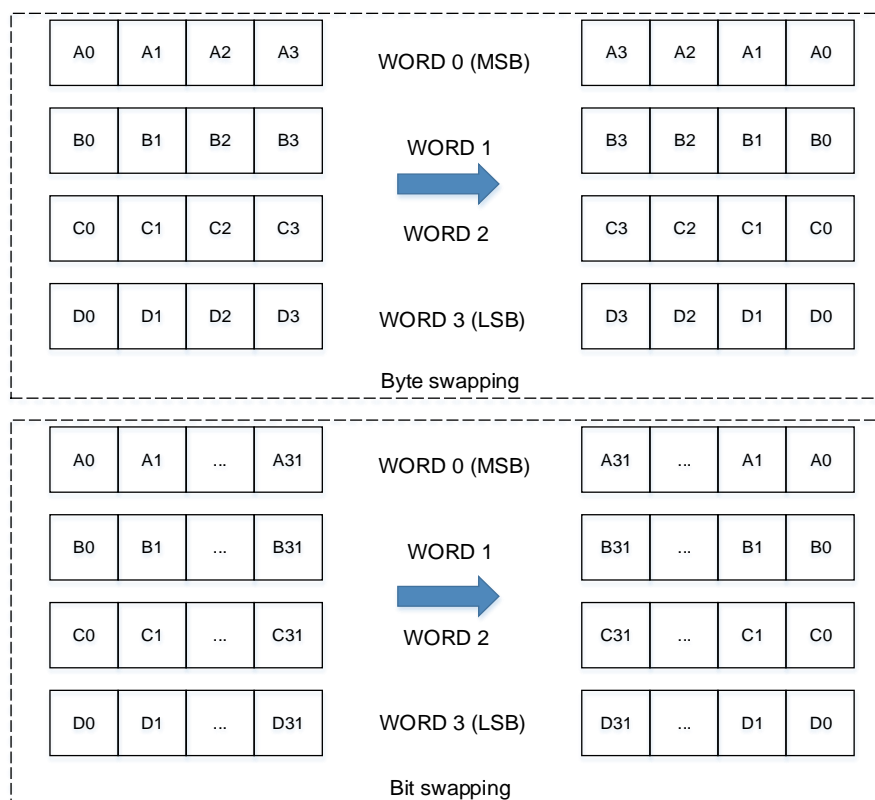 A0 A1 A2 A3 WORD 0 (MSB) A3 A2 A1 A0
B0 B1 B2 B3 WORD 1 B3 B2 B1 B0
C0 C1 C2 C3 WORD 2 C3 C2 C1 C0
D0 D1 D2 D3 WORD 3 (LSB) D3 D2 D1 D0
Byte swapping
A0 A1 ... A31 WORD 0 (MSB) A31 ... A1 A0
B0 B1 ... B31 WORD 1 B31 ... B1 B0
C0 C1 ... C31 WORD 2 C31 ... C1 C0
D0 D1 ... D31 WORD 3 (LSB) D31 ... D1 D0
Bit swapping